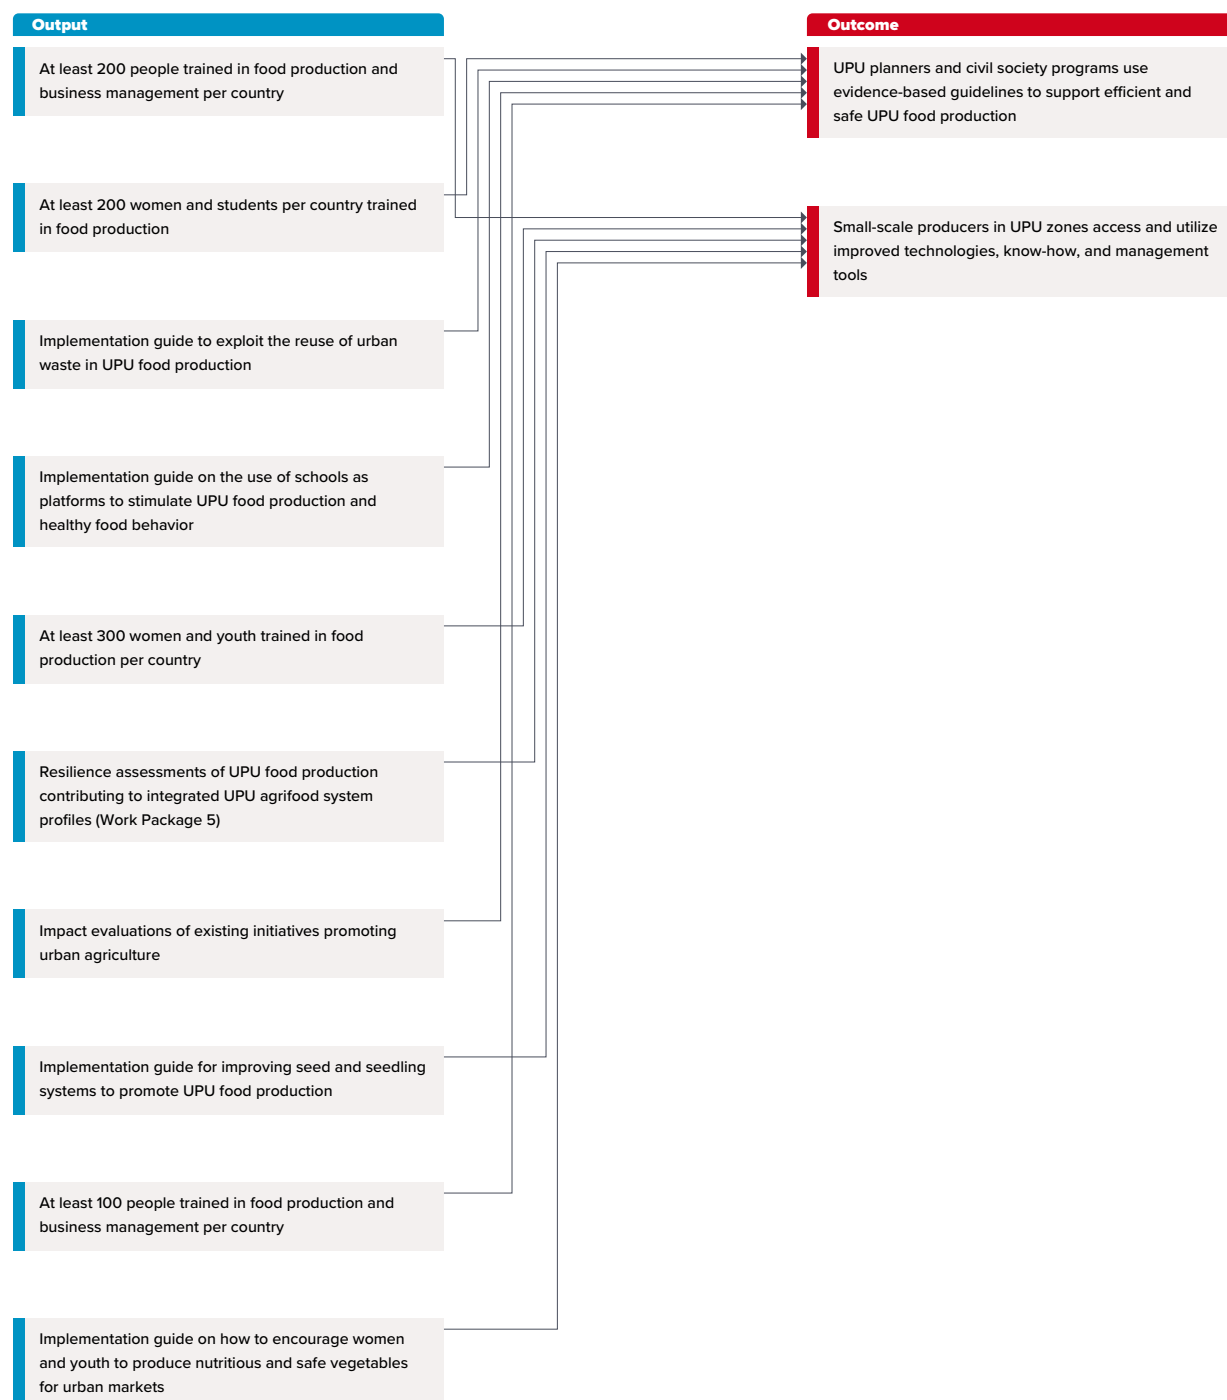 Output
At least 200 people trained in food production and
business management per country
At least 200 women and students per country trained
in food production
Implementation guide to exploit the reuse of urban
waste in UPU food production
Implementation guide on the use of schools as
platforms to stimulate UPU food production and
healthy food behavior
At least 300 women and youth trained in food
production per country
Resilience assessments of UPU food production
contributing to integrated UPU agrifood system
profiles (Work Package 5)
Impact evaluations of existing initiatives promoting
urban agriculture
Implementation guide for improving seed and seedling
systems to promote UPU food production
At least 100 people trained in food production and
business management per country
Implementation guide on how to encourage women
and youth to produce nutritious and safe vegetables
for urban markets
Outcome
UPU planners and civil society programs use
evidence-based guidelines to support efficient and
safe UPU food production
Small-scale producers in UPU zones access and utilize
improved technologies, know-how, and management
tools